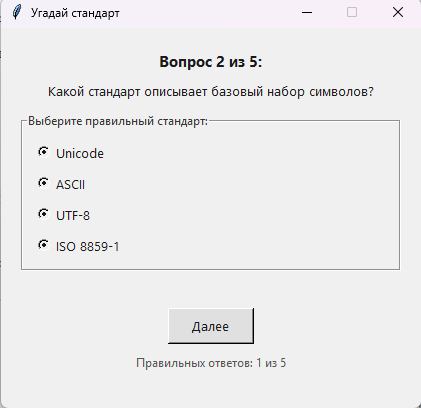 Угадай стандарт
Вопрос 2 из 5:
Какой стандарт описывает базовый набор символов?
Выберите правильный стандарт:
Unicode
ASCII
UTF-8
ISO 8859-1
Далее
Правильных ответов: 1 из 5